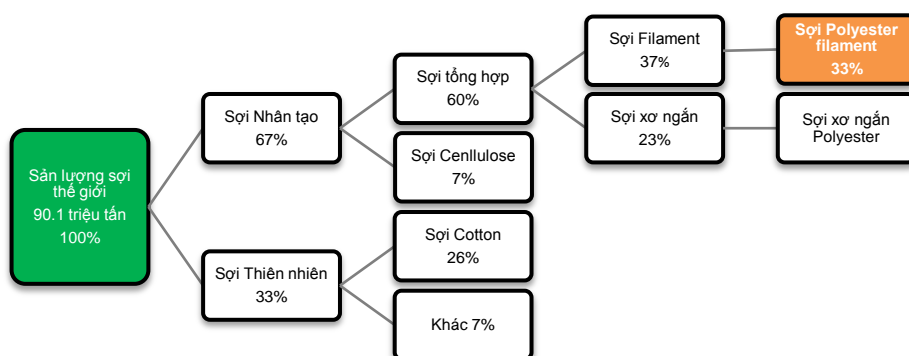 Sợi Polyester
filament
33%
Sợi Filament
37%
Sợi tổng hợp
60%
Sợi Nhân tạo
67%
Sợi xơ ngắn
23%
Sợi xơ ngắn
Polyester
Sợi Cenllulose
7%
Sản lượng sợi
thế giới
90.1 triệu tấn
100%
Sợi Cotton
26%
Sợi Thiên nhiên
33%
Khác 7%